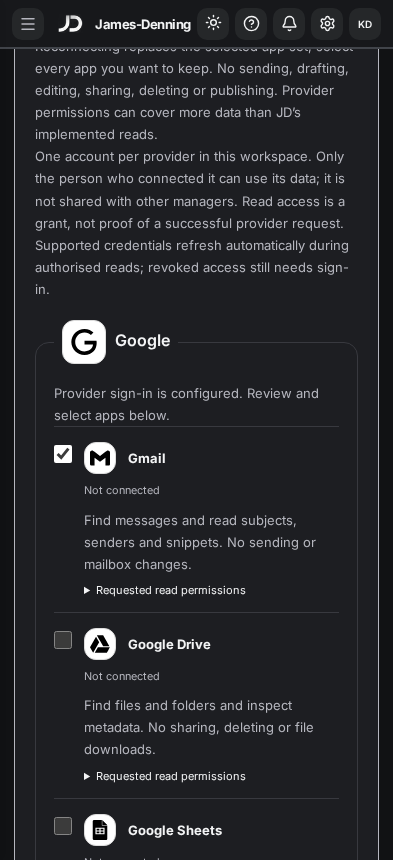 James-Denning
KD
Reconnecting replaces the selected app set; select
every app you want to keep. No sending, drafting,
editing, sharing, deleting or publishing. Provider
permissions can cover more data than JD’s
implemented reads.
One account per provider in this workspace. Only
the person who connected it can use its data; it is
not shared with other managers. Read access is a
grant, not proof of a successful provider request.
Supported credentials refresh automatically during
authorised reads; revoked access still needs sign-
in.
Google
Provider sign-in is configured. Review and
select apps below.
Gmail
Not connected
Find messages and read subjects,
senders and snippets. No sending or
mailbox changes.
Requested read permissions
Google Drive
Not connected
Find files and folders and inspect
metadata. No sharing, deleting or file
downloads.
Requested read permissions
Google Sheets